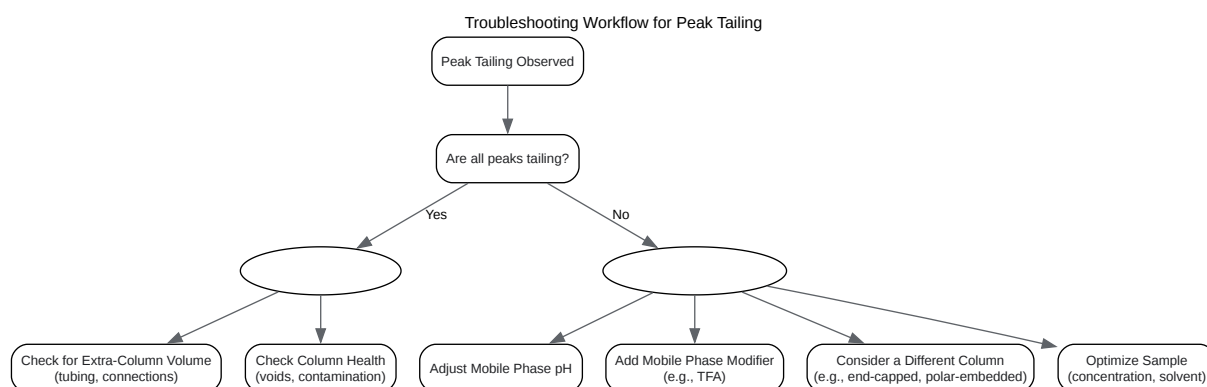 Troubleshooting Workflow for Peak Tailing
Peak Tailing Observed
Are all peaks tailing?
Yes
No
Check for Extra-Column Volume
(tubing, connections)
Check Column Health
(voids, contamination)
Adjust Mobile Phase pH
Add Mobile Phase Modifier
(e.g., TFA)
Consider a Different Column
(e.g., end-capped, polar-embedded)
Optimize Sample
(concentration, solvent)